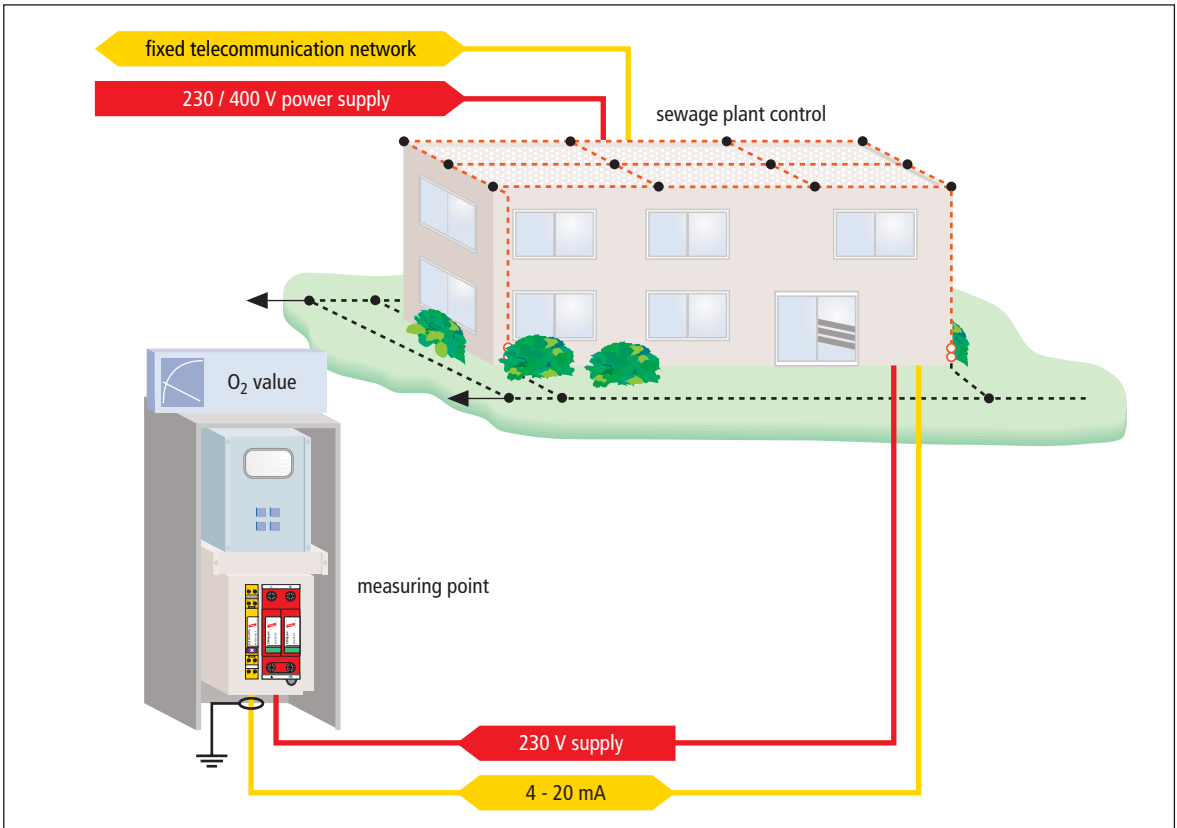 fixed telecommunication network
230 / 400 V power supply
sewage plant control
O₂ value
measuring point
230 V supply
4 - 20 mA